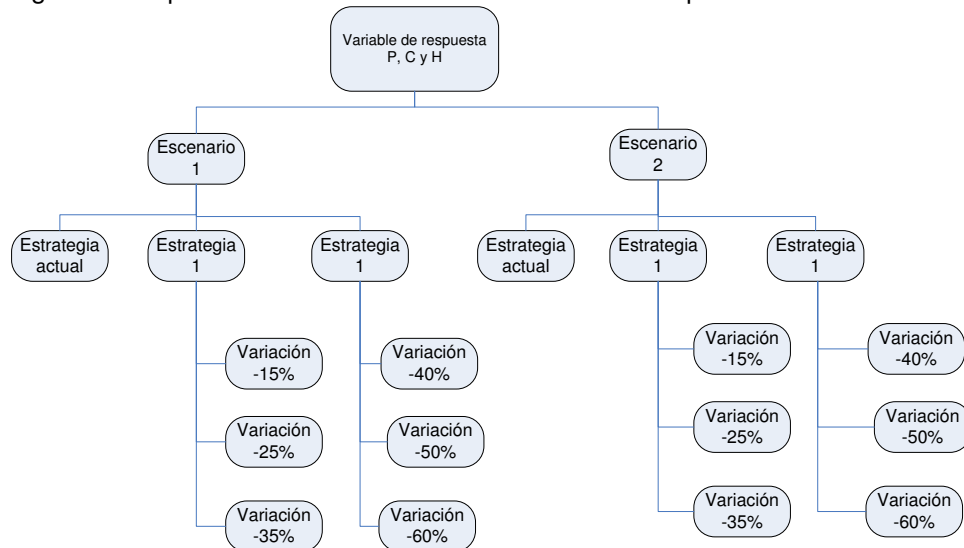 Variable de respuesta
P, C y H
Escenario
1
Escenario
2
Estrategia
actual
Estrategia
1
Estrategia
1
Estrategia
actual
Estrategia
1
Estrategia
1
Variación
-15%
Variación
-40%
Variación
-15%
Variación
-40%
Variación
-25%
Variación
-50%
Variación
-25%
Variación
-50%
Variación
-35%
Variación
-60%
Variación
-35%
Variación
-60%